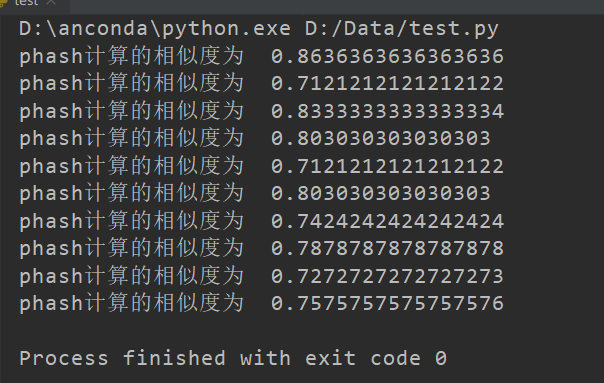 test
D:\anconda\python.exe D:/Data/test.py
phash计算的相似度为  0.8636363636363636
phash计算的相似度为  0.7121212121212122
phash计算的相似度为  0.8333333333333334
phash计算的相似度为  0.803030303030303
phash计算的相似度为  0.7121212121212122
phash计算的相似度为  0.803030303030303
phash计算的相似度为  0.7424242424242424
phash计算的相似度为  0.7878787878787878
phash计算的相似度为  0.7272727272727273
phash计算的相似度为  0.7575757575757576
Process finished with exit code 0